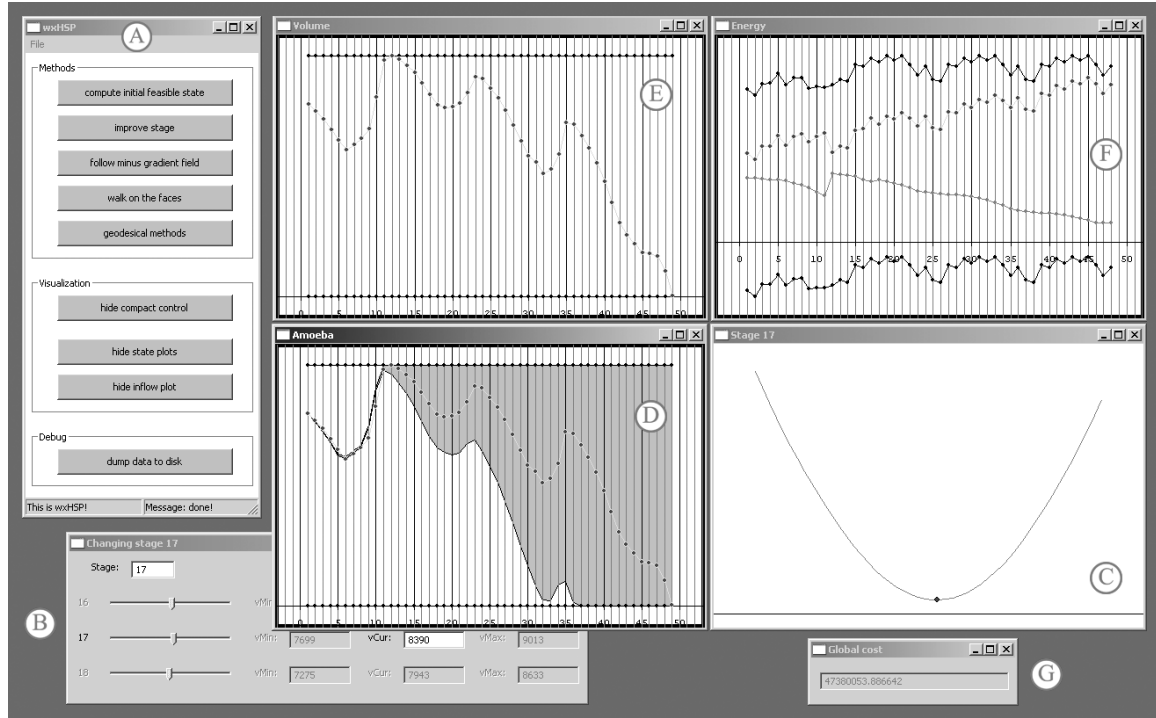 wxHSP
A
File
Methods
compute initial feasible state
improve stage
follow minus gradient field
walk on the faces
geodesical methods
Visualization
hide compact control
hide state plots
hide inflow plot
Debug
dump data to disk
This is wxHSP! Message: done!
Volume
E
0 5 10 15 20 25 30 35 40 45 50
Energy
F
0 5 10 15 20 25 30 35 40 45 50
Amoeba
D
0 5 10 15 20 25 30 35 40 45 50
Stage 17
C
Changing stage 17
Stage: 17
B
16 vMin:
17 vMin: 7699 vCur: 8390 vMax: 9013
18 vMin: 7275 vCur: 7943 vMax: 8633
Global cost
47380053.886642
G